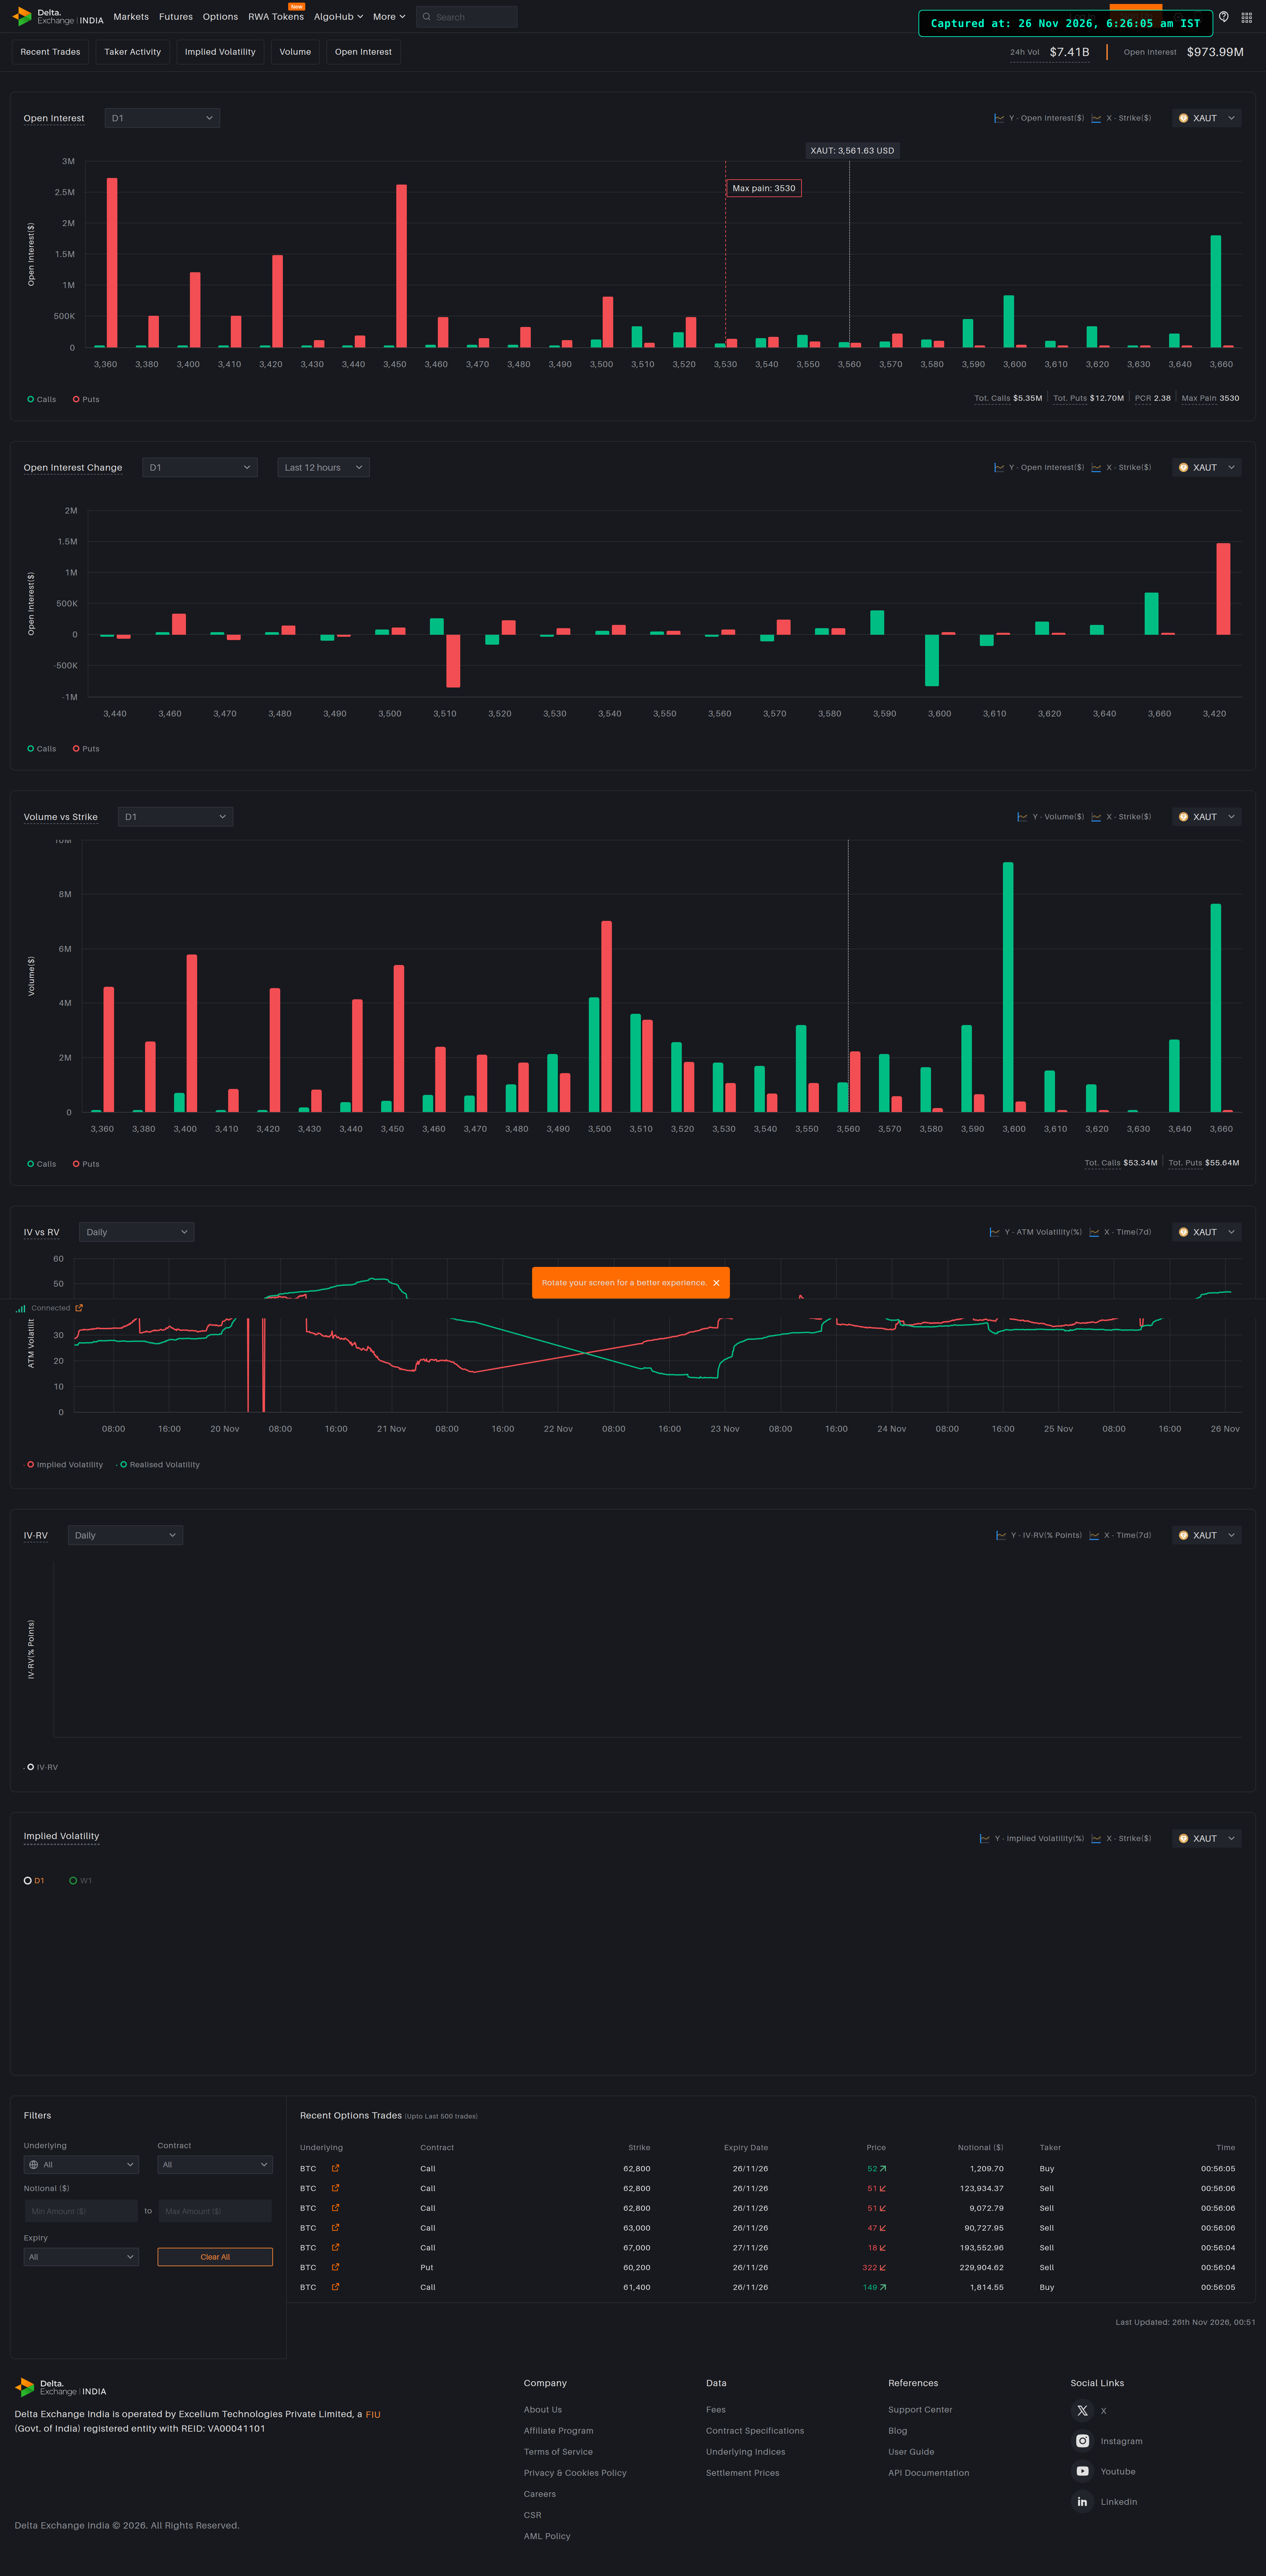 Delta. Exchange | INDIA
Markets Futures Options RWA Tokens New AlgoHub More Search
Captured at: 26 Nov 2026, 6:26:05 am IST
Recent Trades Taker Activity Implied Volatility Volume Open Interest
24h Vol $7.41B Open Interest $973.99M
Open Interest D1 Y - Open Interest($) X - Strike($) XAUT
XAUT: 3,561.63 USD
Max pain: 3530
Open Interest($)
3M
2.5M
2M
1.5M
1M
500K
0
3,360 3,380 3,400 3,410 3,420 3,430 3,440 3,450 3,460 3,470 3,480 3,490 3,500 3,510 3,520 3,530 3,540 3,550 3,560 3,570 3,580 3,590 3,600 3,610 3,620 3,630 3,640 3,660
Calls Puts
Tot. Calls $5.35M Tot. Puts $12.70M PCR 2.38 Max Pain 3530
Open Interest Change D1 Last 12 hours Y - Open Interest($) X - Strike($) XAUT
Open Interest($)
2M
1.5M
1M
500K
0
-500K
-1M
3,440 3,460 3,470 3,480 3,490 3,500 3,510 3,520 3,530 3,540 3,550 3,560 3,570 3,580 3,590 3,600 3,610 3,620 3,640 3,660 3,420
Calls Puts
Volume vs Strike D1 Y - Volume($) X - Strike($) XAUT
Volume($)
10M
8M
6M
4M
2M
0
3,360 3,380 3,400 3,410 3,420 3,430 3,440 3,450 3,460 3,470 3,480 3,490 3,500 3,510 3,520 3,530 3,540 3,550 3,560 3,570 3,580 3,590 3,600 3,610 3,620 3,630 3,640 3,660
Calls Puts
Tot. Calls $53.34M Tot. Puts $55.64M
IV vs RV Daily Y - ATM Volatility(%) X - Time(7d) XAUT
60
50
Rotate your screen for a better experience.
Connected
ATM Volatilit
30
20
10
0
08:00 16:00 20 Nov 08:00 16:00 21 Nov 08:00 16:00 22 Nov 08:00 16:00 23 Nov 08:00 16:00 24 Nov 08:00 16:00 25 Nov 08:00 16:00 26 Nov
Implied Volatility Realised Volatility
IV-RV Daily Y - IV-RV(% Points) X - Time(7d) XAUT
IV-RV(% Points)
IV-RV
Implied Volatility Y - Implied Volatility(%) X - Strike($) XAUT
D1 W1
Filters
Underlying Contract
All All
Notional ($)
Min Amount ($) to Max Amount ($)
Expiry
All Clear All
Recent Options Trades (Upto Last 500 trades)
Underlying Contract Strike Expiry Date Price Notional ($) Taker Time
BTC Call 62,800 26/11/26 52 1,209.70 Buy 00:56:05
BTC Call 62,800 26/11/26 51 123,934.37 Sell 00:56:06
BTC Call 62,800 26/11/26 51 9,072.79 Sell 00:56:06
BTC Call 63,000 26/11/26 47 90,727.95 Sell 00:56:06
BTC Call 67,000 27/11/26 18 193,552.96 Sell 00:56:04
BTC Put 60,200 26/11/26 322 229,904.62 Sell 00:56:04
BTC Call 61,400 26/11/26 149 1,814.55 Buy 00:56:05
Last Updated: 26th Nov 2026, 00:51
Delta. Exchange | INDIA
Delta Exchange India is operated by Excelium Technologies Private Limited, a FIU
(Govt. of India) registered entity with REID: VA00041101
Delta Exchange India © 2026. All Rights Reserved.
Company
About Us
Affiliate Program
Terms of Service
Privacy & Cookies Policy
Careers
CSR
AML Policy
Data
Fees
Contract Specifications
Underlying Indices
Settlement Prices
References
Support Center
Blog
User Guide
API Documentation
Social Links
X
Instagram
Youtube
Linkedin